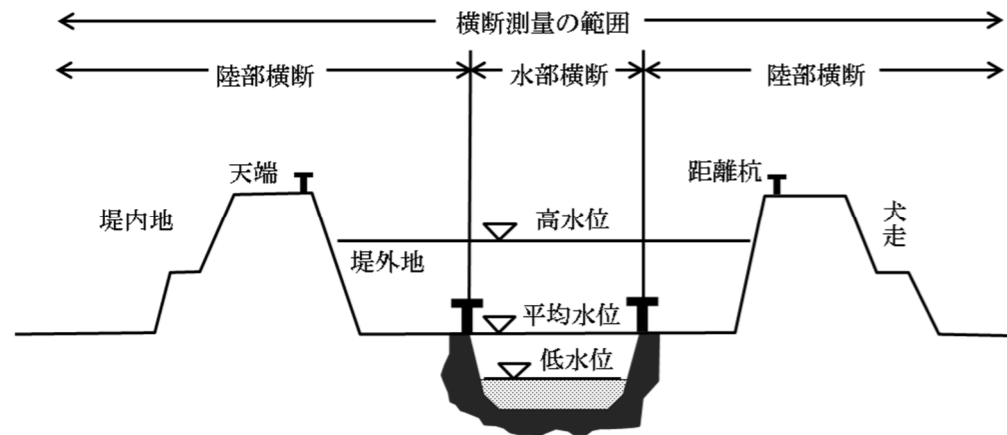 横断測量の範囲
陸部横断
水部横断
陸部横断
天端
距離杭
堤内地
高水位
犬走
堤外地
平均水位
低水位